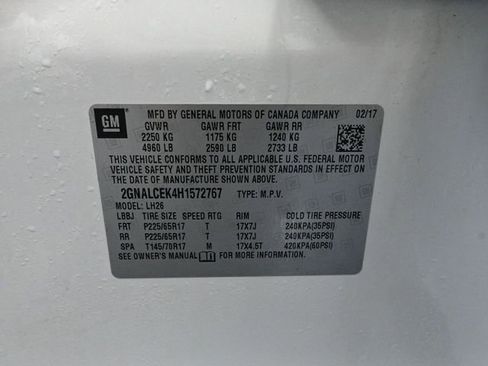 GM
MFD BY GENERAL MOTORS OF CANADA COMPANY 02/17
GVWR GAWR FRT GAWR RR
2250 KG 1175 KG 1240 KG
4960 LB 2590 LB 2733 LB
THIS VEHICLE CONFORMS TO ALL APPLICABLE U.S. FEDERAL MOTOR
VEHICLE SAFETY AND THEFT PREVENTION STANDARDS IN EFFECT ON
THE DATE OF MANUFACTURE SHOWN ABOVE.
2GNALCEK4H1572767 TYPE: M.P.V.
MODEL: LH26
LBBJ TIRE SIZE SPEED RTG RIM COLD TIRE PRESSURE
FRT P225/65R17 T 17X7J 240KPA(35PSI)
RR P225/65R17 T 17X7J 240KPA(35PSI)
SPA T145/70R17 M 17X4.5T 420KPA(60PSI)
SEE OWNER'S MANUAL FOR MORE INFORMATION.